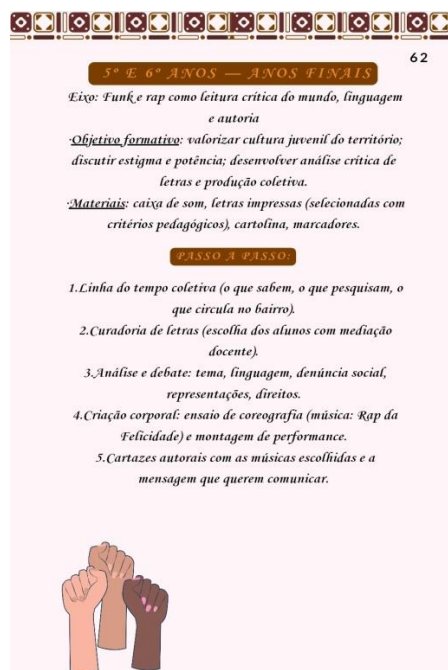 62
5º E 6º ANOS — ANOS FINAIS
Eixo: Funk e rap como leitura crítica do mundo, linguagem
e autoria
·Objetivo formativo: valorizar cultura juvenil do território;
discutir estigma e potência; desenvolver análise crítica de
letras e produção coletiva.
·Materiais: caixa de som, letras impressas (selecionadas com
critérios pedagógicos), cartolina, marcadores.
PASSO A PASSO:
1.Linha do tempo coletiva (o que sabem, o que pesquisam, o
que circula no bairro).
2.Curadoria de letras (escolha dos alunos com mediação
docente).
3.Análise e debate: tema, linguagem, denúncia social,
representações, direitos.
4.Criação corporal: ensaio de coreografia (música: Rap da
Felicidade) e montagem de performance.
5.Cartazes autorais com as músicas escolhidas e a
mensagem que querem comunicar.